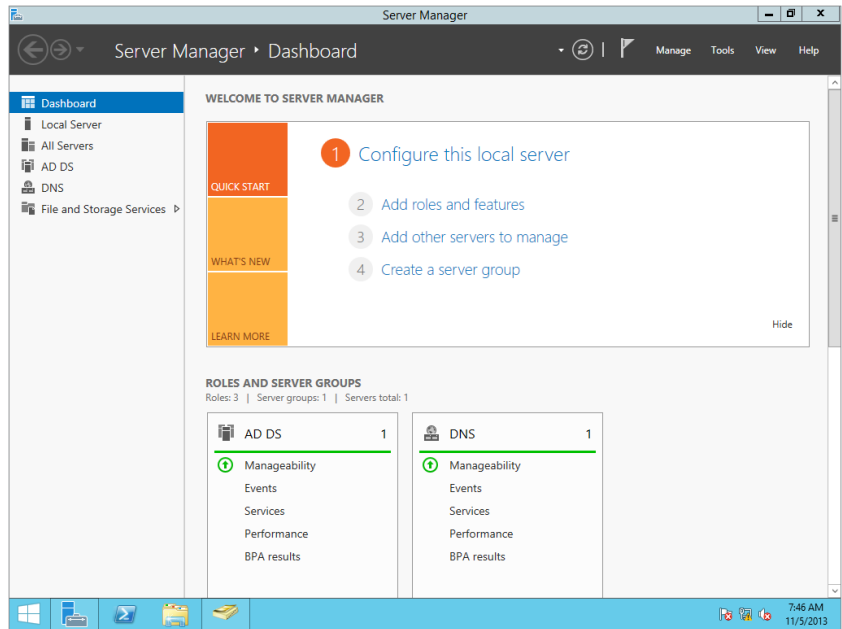 Server Manager
Server Manager ‣ Dashboard
Manage Tools View Help
Dashboard
Local Server
All Servers
AD DS
DNS
File and Storage Services
WELCOME TO SERVER MANAGER
QUICK START
WHAT'S NEW
LEARN MORE
1 Configure this local server
2 Add roles and features
3 Add other servers to manage
4 Create a server group
Hide
ROLES AND SERVER GROUPS
Roles: 3 | Server groups: 1 | Servers total: 1
AD DS 1
Manageability
Events
Services
Performance
BPA results
DNS 1
Manageability
Events
Services
Performance
BPA results
7:46 AM
11/5/2013